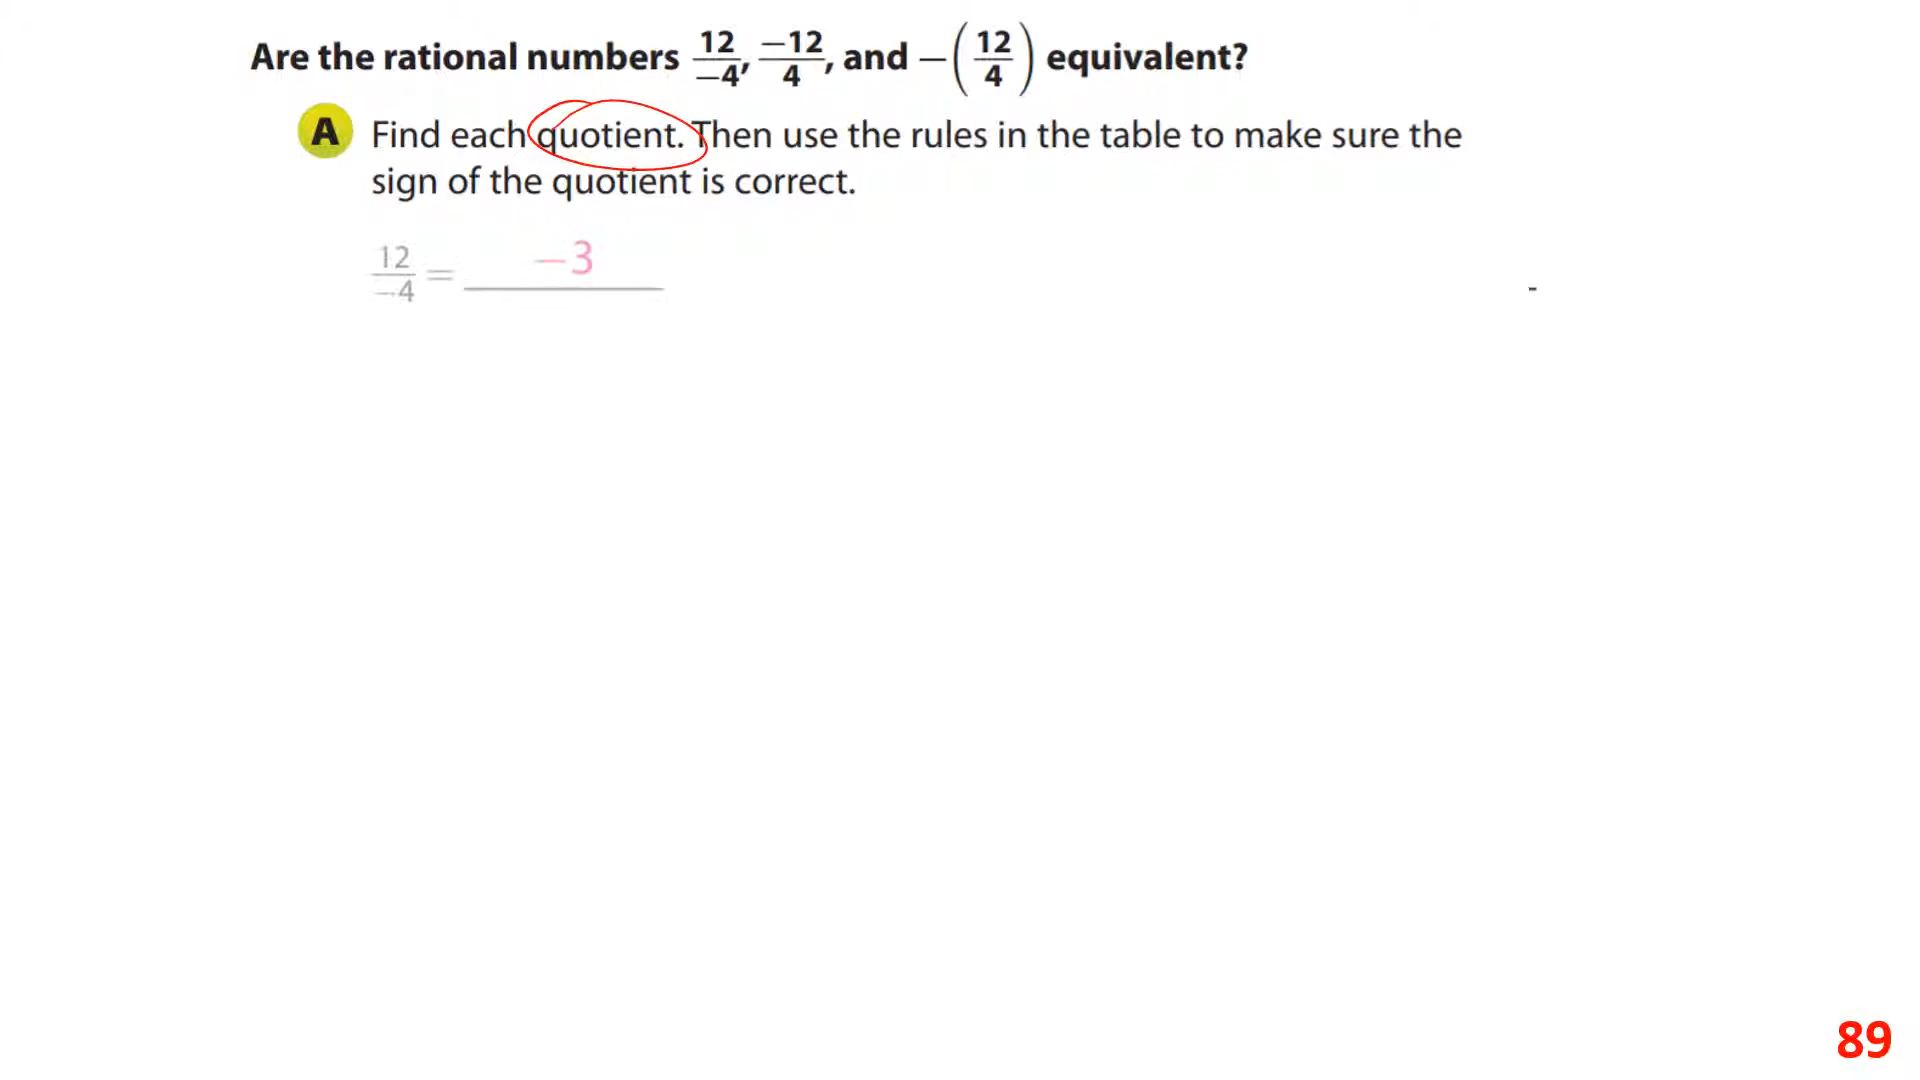 Are the rational numbers 12/−4, −12/4, and −(12/4) equivalent?
A Find each quotient. Then use the rules in the table to make sure the
sign of the quotient is correct.
12/−4 = −3
-
89